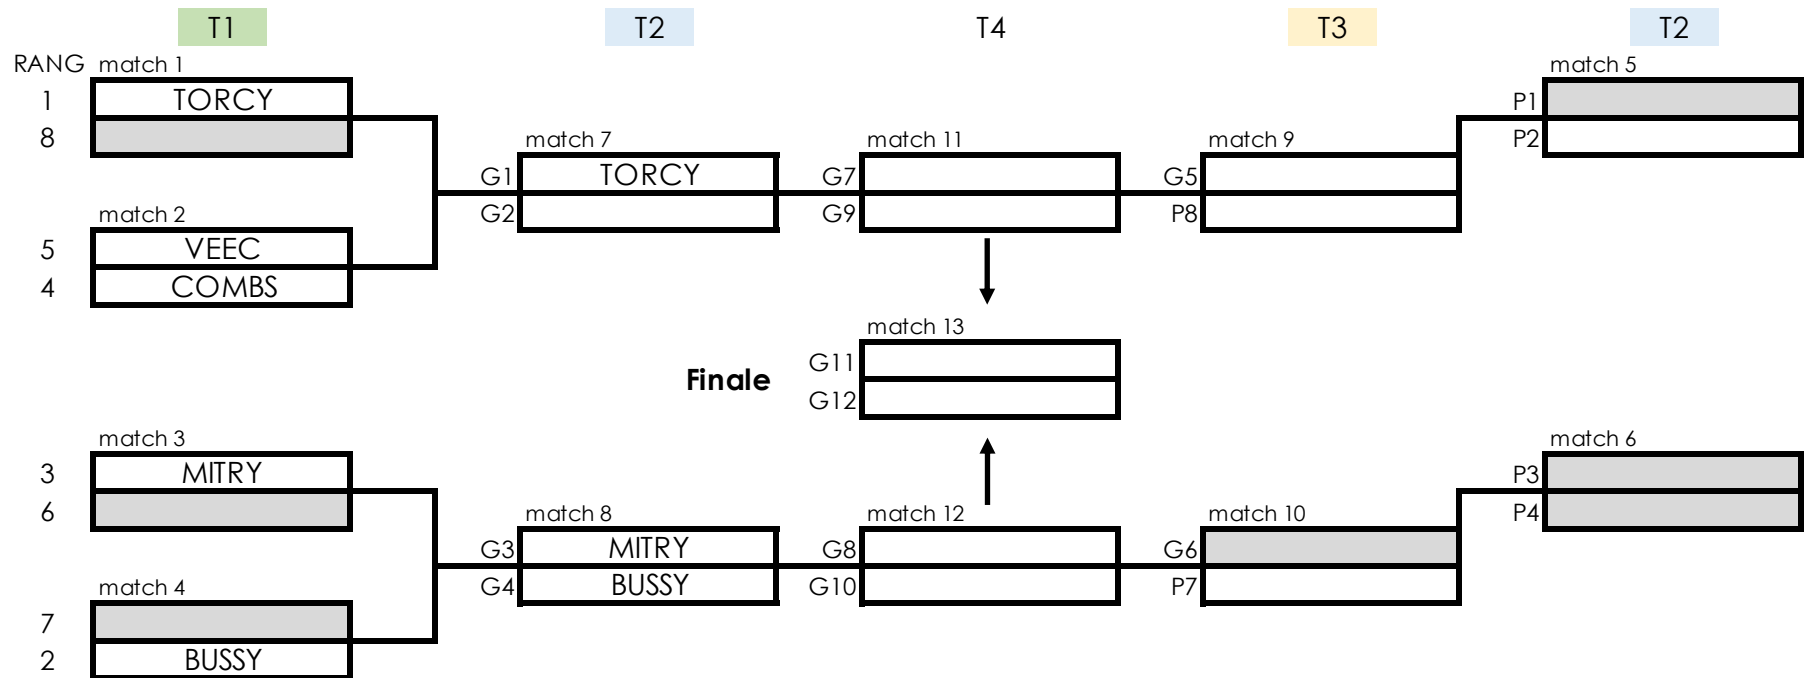 T1 T2 T4 T3 T2
RANG match 1 match 5
1 TORCY P1
8 match 7 match 11 match 9 P2
G1 TORCY G7 G5
match 2 G2 G9 P8
5 VEEC
4 COMBS
match 13
G11
Finale
G12
match 3 match 6
3 MITRY P3
6 match 8 match 12 match 10 P4
G3 MITRY G8 G6
match 4 G4 BUSSY G10 P7
7
2 BUSSY